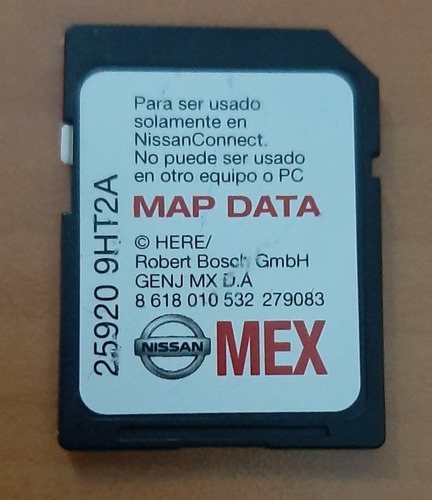 Para ser usado
solamente en
NissanConnect.
No puede ser usado
en otro equipo o PC
MAP DATA
© HERE/
Robert Bosch GmbH
GENJ MX D.A
8 618 010 532 279083
NISSAN
MEX
25920 9HT2A